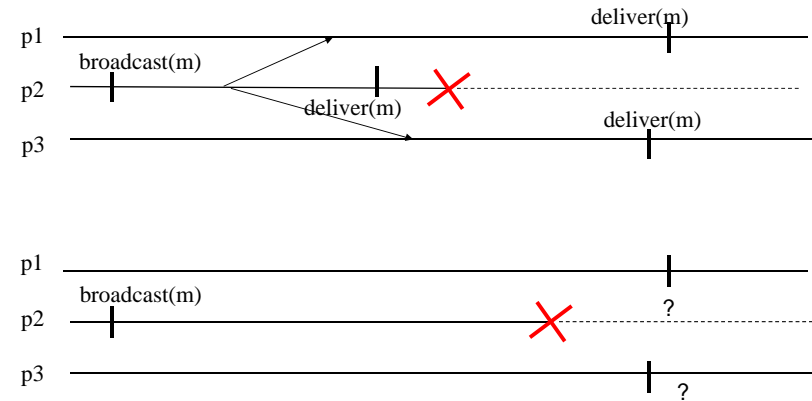 deliver(m)
p1
broadcast(m)
p2
deliver(m)
deliver(m)
p3
p1
broadcast(m)
p2
?
p3
?